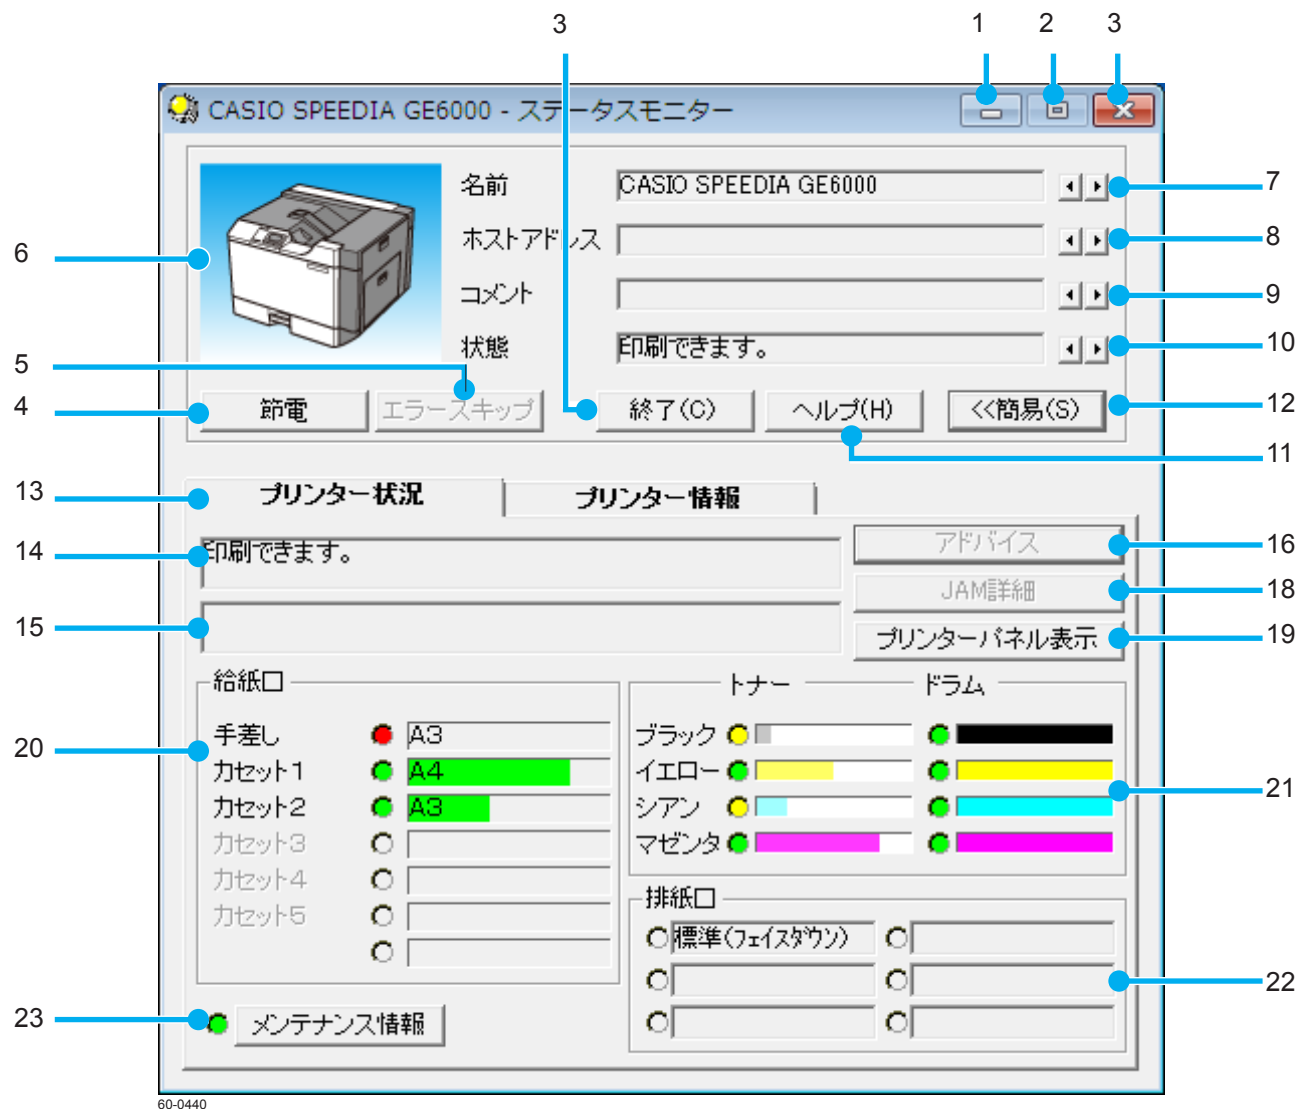 3 1 2 3
CASIO SPEEDIA GE6000 - ステータスモニター
名前 CASIO SPEEDIA GE6000 7
ホストアドレス 8
6
コメント 9
状態 印刷できます。 10
5
4 節電 エラースキップ 3 終了(C) ヘルプ(H) <<簡易(S) 12
11
13 プリンター状況 プリンター情報
14 印刷できます。 アドバイス 16
JAM詳細 18
15 プリンターパネル表示 19
給紙口 トナー ドラム
手差し A3 ブラック
20
カセット1 A4 イエロー
21
カセット2 A3 シアン
カセット3 マゼンタ
カセット4
排紙口
カセット5
標準(フェイスダウン)
22
23 メンテナンス情報
60-0440